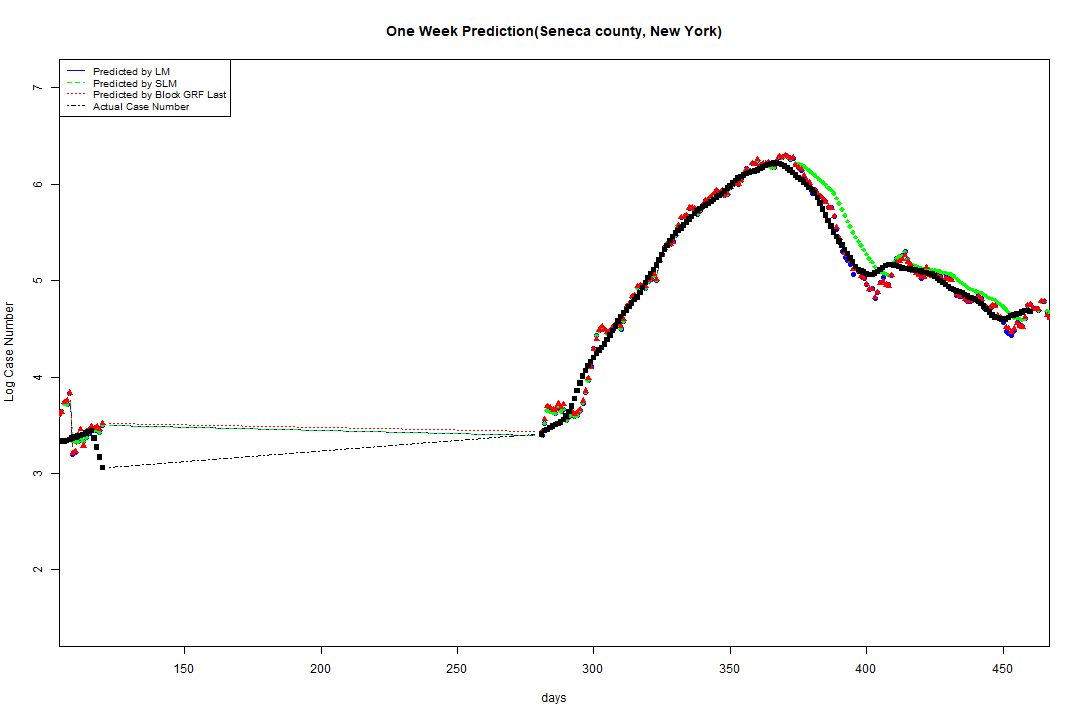 One Week Prediction(Seneca county, New York)
Predicted by LM
Predicted by SLM
Predicted by Block GRF Last
Actual Case Number
7
6
5
4
3
2
Log Case Number
150 200 250 300 350 400 450
days